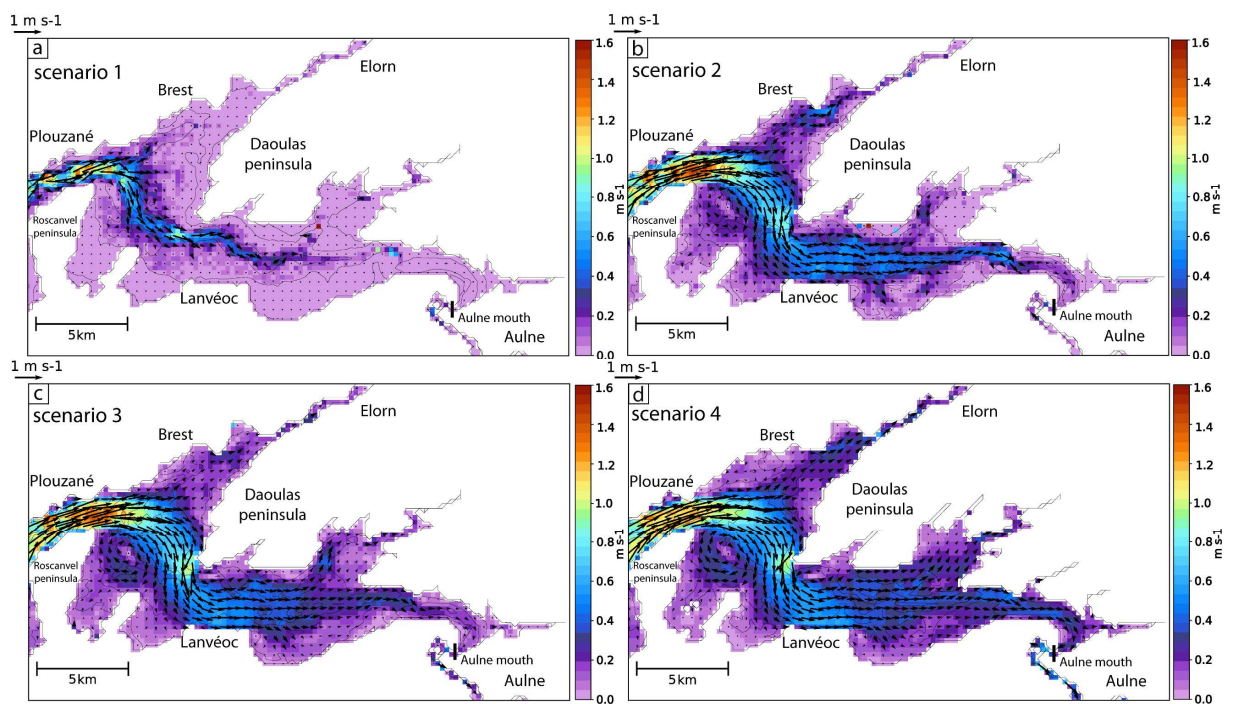 1 m s-1
a
scenario 1
Elorn
Brest
Plouzané
Daoulas
peninsula
Roscanvel
peninsula
Lanvéoc
5km
Aulne mouth
Aulne
1.6
1.4
1.2
1.0
0.8
0.6
0.4
0.2
0.0
m s-1
1 m s-1
b
scenario 2
Elorn
Brest
Plouzané
Daoulas
peninsula
Roscanvel
peninsula
Lanvéoc
5km
Aulne mouth
Aulne
1.6
1.4
1.2
1.0
0.8
0.6
0.4
0.2
0.0
m s-1
1 m s-1
c
scenario 3
Elorn
Brest
Plouzané
Daoulas
peninsula
Roscanvel
peninsula
Lanvéoc
5km
Aulne mouth
Aulne
1.6
1.4
1.2
1.0
0.8
0.6
0.4
0.2
0.0
m s-1
1 m s-1
d
scenario 4
Elorn
Brest
Plouzané
Daoulas
peninsula
Roscanvel
peninsula
Lanvéoc
5km
Aulne mouth
Aulne
1.6
1.4
1.2
1.0
0.8
0.6
0.4
0.2
0.0
m s-1